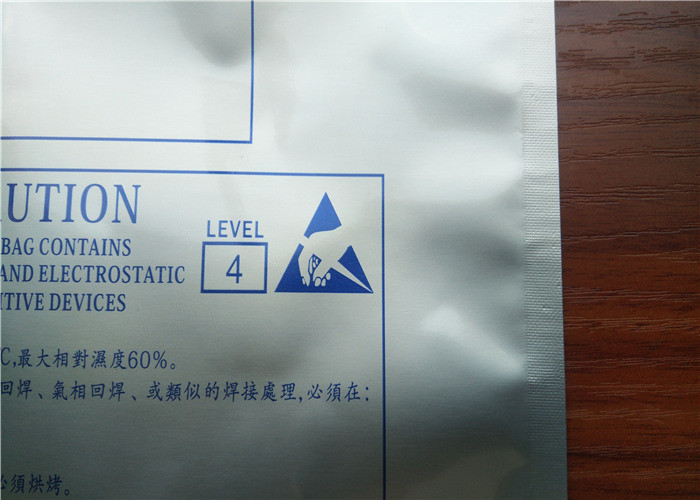 AUTION
BAG CONTAINS
AND ELECTROSTATIC
ITIVE DEVICES
LEVEL
4
C,最大相對濕度60%。
回焊、氣相回焊、或類似的焊接處理,必須在:
必須烘烤。